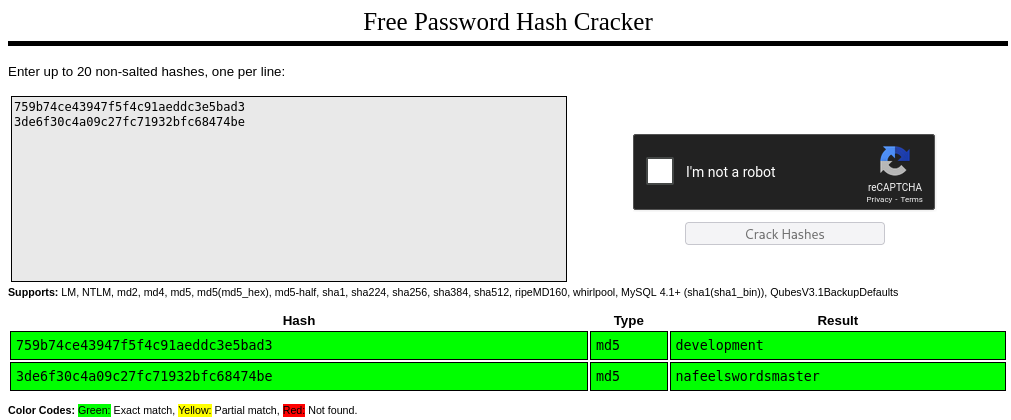 Free Password Hash Cracker
Enter up to 20 non-salted hashes, one per line:
759b74ce43947f5f4c91aeddc3e5bad3
3de6f30c4a09c27fc71932bfc68474be
I'm not a robot
reCAPTCHA
Privacy - Terms
Crack Hashes
Supports: LM, NTLM, md2, md4, md5, md5(md5_hex), md5-half, sha1, sha224, sha256, sha384, sha512, ripeMD160, whirlpool, MySQL 4.1+ (sha1(sha1_bin)), QubesV3.1BackupDefaults
Hash Type Result
759b74ce43947f5f4c91aeddc3e5bad3 md5 development
3de6f30c4a09c27fc71932bfc68474be md5 nafeelswordsmaster
Color Codes: Green: Exact match, Yellow: Partial match, Red: Not found.